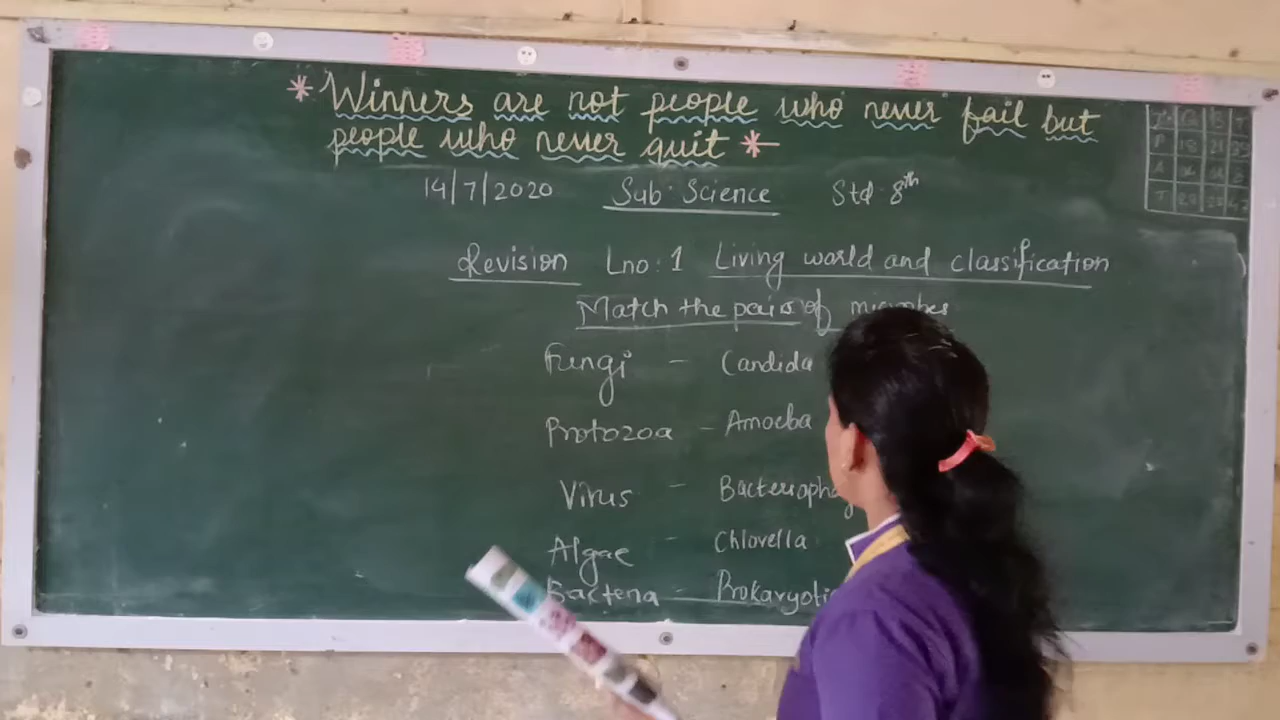 * Winners are not people who never fail but
people who never quit *
14/7/2020 Sub: Science Std 8th
Revision Lno:1 Living world and classification
Match the pairs of microbes
Fungi - Candida
Protozoa - Amoeba
Virus - Bacterioph
Algae - Chlorella
Bacteria - Prokaryotic